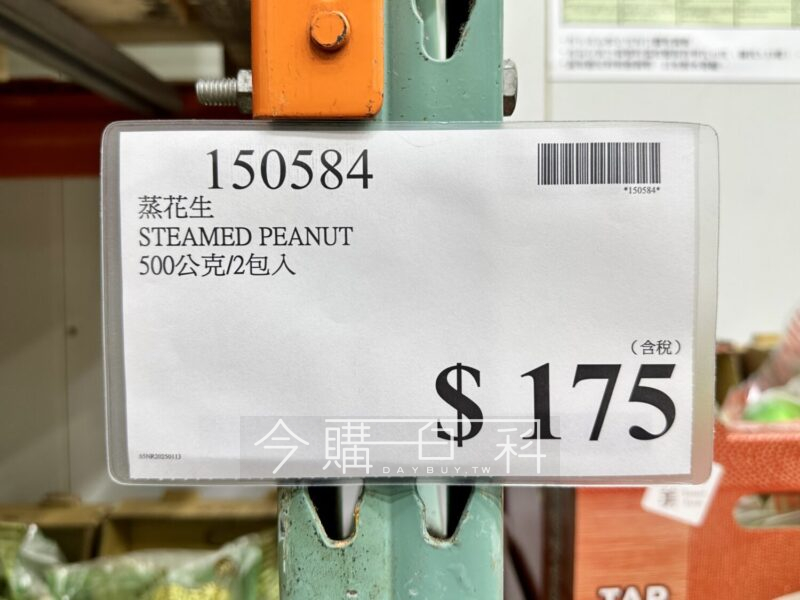 150584
*150584*
蒸花生
STEAMED PEANUT
500公克/2包入
(含稅)
$ 175
今購百科
DAYBUY.TW
TAP